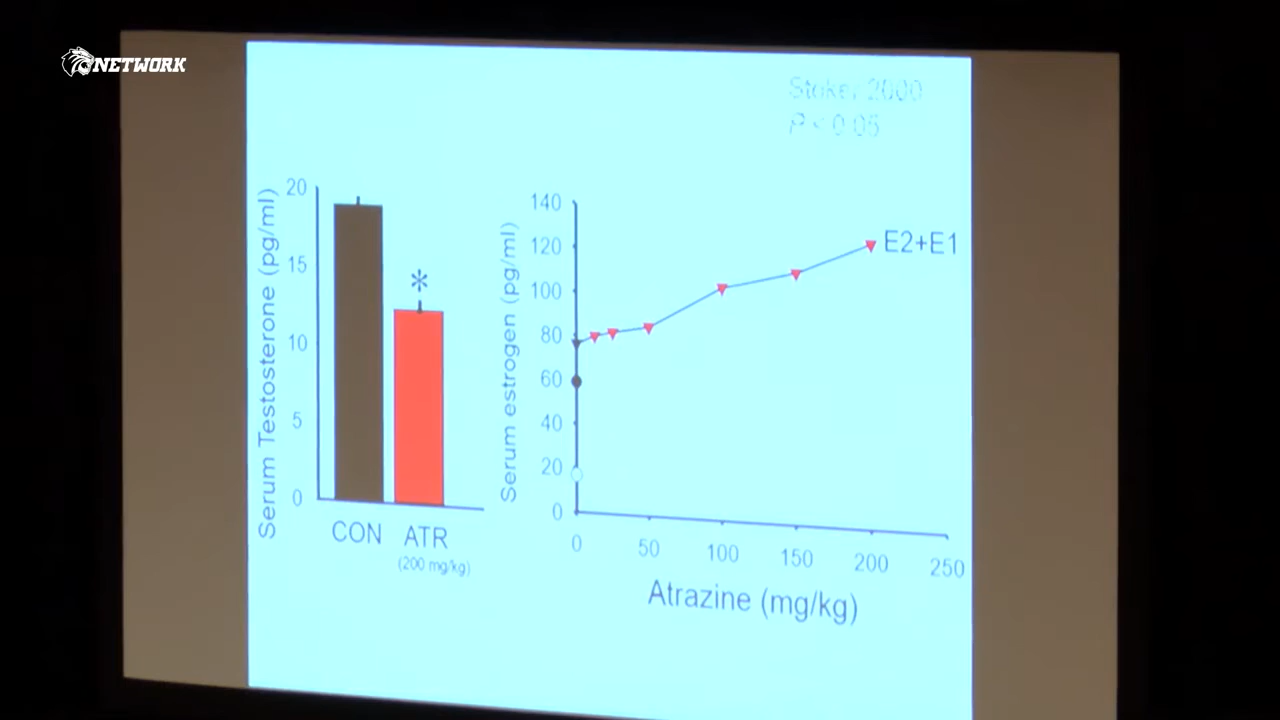 NETWORK
Stoker 2000
P < 0.05
Serum Testosterone (pg/ml)
20
15
10
5
0
*
CON
ATR
(200 mg/kg)
Serum estrogen (pg/ml)
140
120
100
80
60
40
20
0
E2+E1
0
50
100
150
200
250
Atrazine (mg/kg)